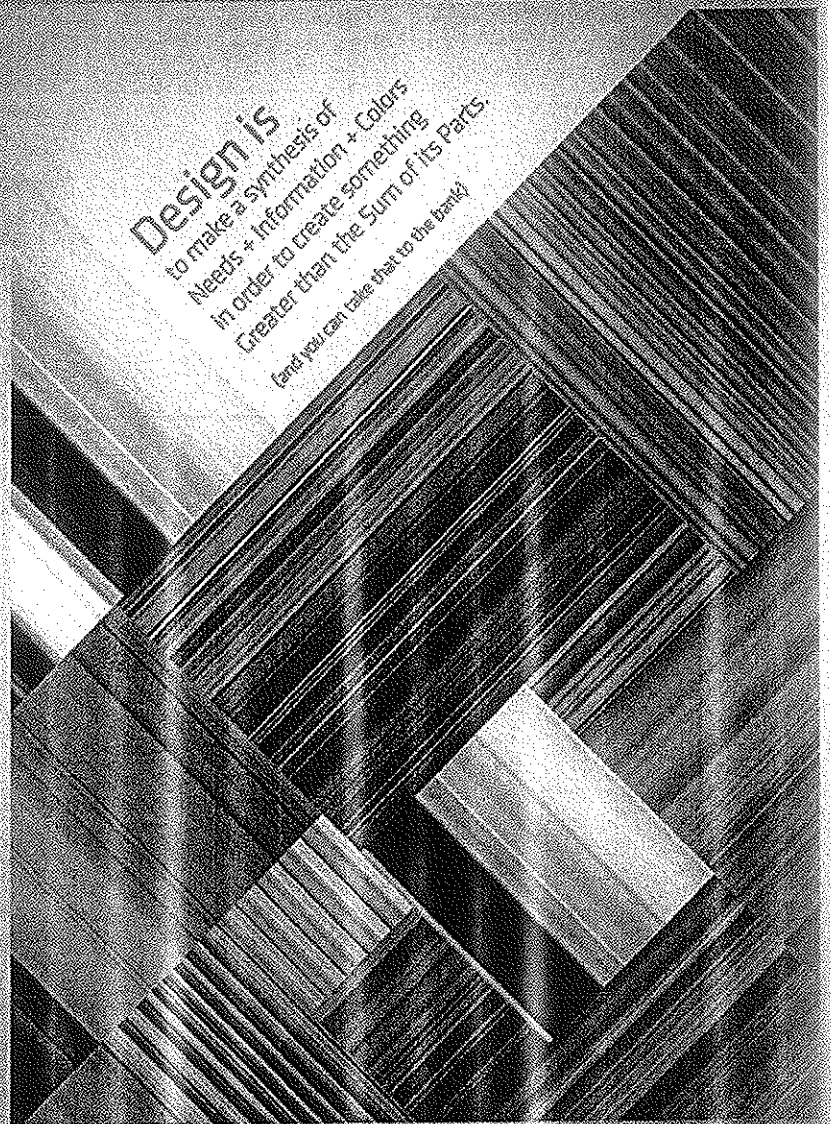 Design is
to make a synthesis of
Needs + Information + Colors
in order to create something
Greater than the Sum of its Parts.
(and you can take that to the bank)